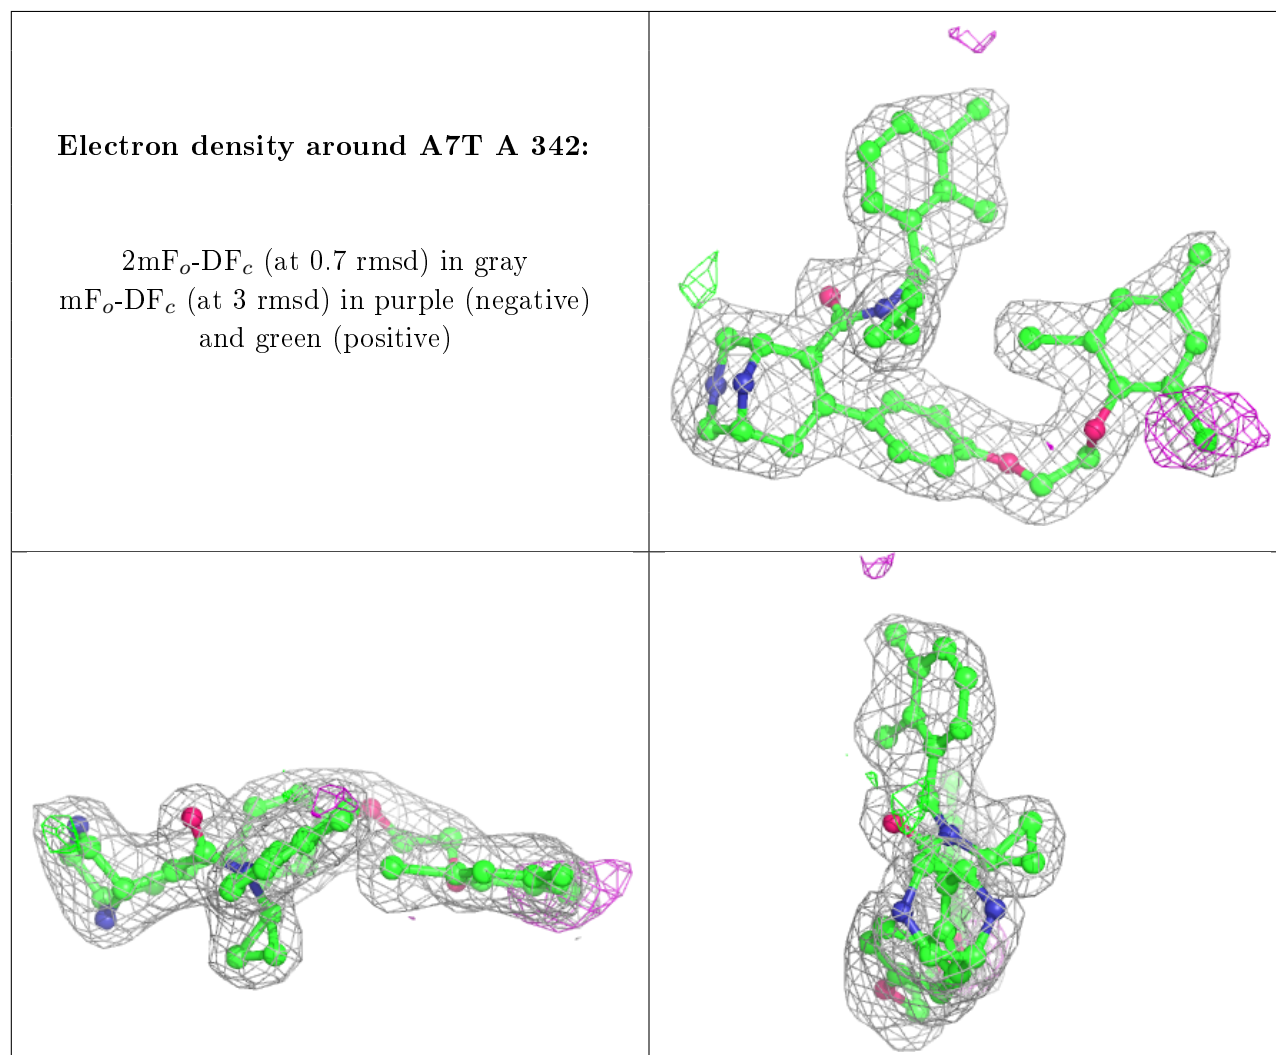 Electron density around A7T A 342:
2mFo-DFc (at 0.7 rmsd) in gray
mFo-DFc (at 3 rmsd) in purple (negative)
and green (positive)